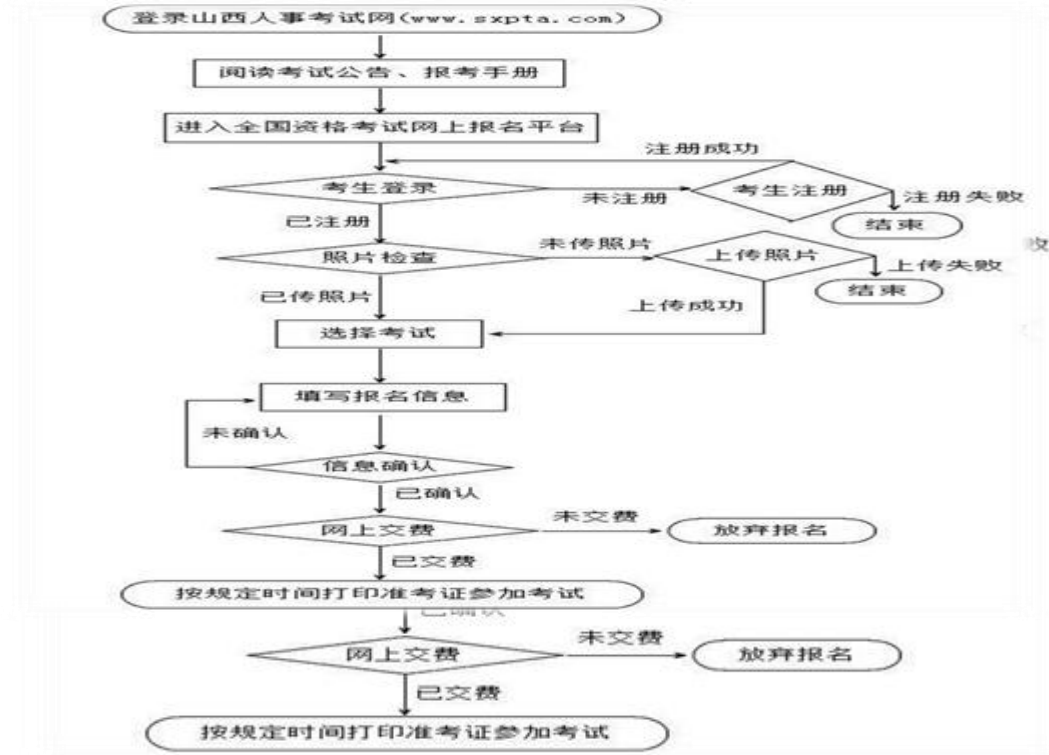 登录山西人事考试网(www.sxpta.com)
阅读考试公告、报考手册
进入全国资格考试网上报名平台
注册成功
考生登录
未注册
考生注册
注册失败
结束
已注册
照片检查
未传照片
上传照片
上传失败
结束
败
已传照片
上传成功
选择考试
填写报名信息
未确认
信息确认
已确认
网上交费
未交费
放弃报名
已交费
按规定时间打印准考证参加考试
已确认
网上交费
未交费
放弃报名
已交费
按规定时间打印准考证参加考试